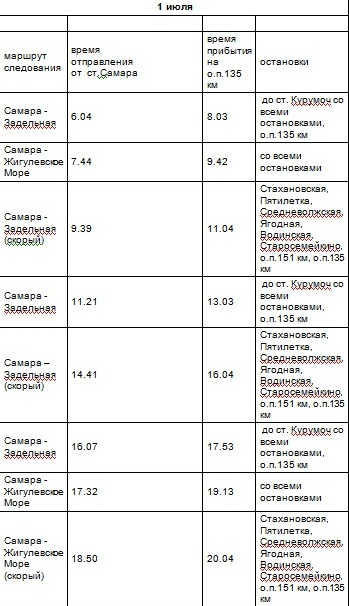 1 июля
маршрут
следования
время
отправления
от ст.Самара
время
прибытия
на
о.п.135
км
остановки
Самара -
Задельная
6.04
8.03
до ст. Курумоч со
всеми
остановками,
о.п.135 км
Самара -
Жигулевское
Море
7.44
9.42
со всеми
остановками
Самара -
Задельная
(скорый)
9.39
11.04
Стахановская,
Пятилетка,
Средневолжская,
Ягодная,
Водинская,
Старосемейкино,
о.п.151 км, о.п.135
км
Самара -
Задельная
11.21
13.03
до ст. Курумоч со
всеми
остановками,
о.п.135 км
Самара –
Задельная
(скорый)
14.41
16.04
Стахановская,
Пятилетка,
Средневолжская,
Ягодная,
Водинская,
Старосемейкино,
о.п.151 км, о.п.135
км
Самара -
Задельная
16.07
17.53
до ст. Курумоч со
всеми
остановками,
о.п.135 км
Самара -
Жигулевское
Море
17.32
19.13
со всеми
остановками
Самара -
Жигулевское
Море
(скорый)
18.50
20.04
Стахановская,
Пятилетка,
Средневолжская,
Ягодная,
Водинская,
Старосемейкино,
о.п.151 км, о.п.135
км